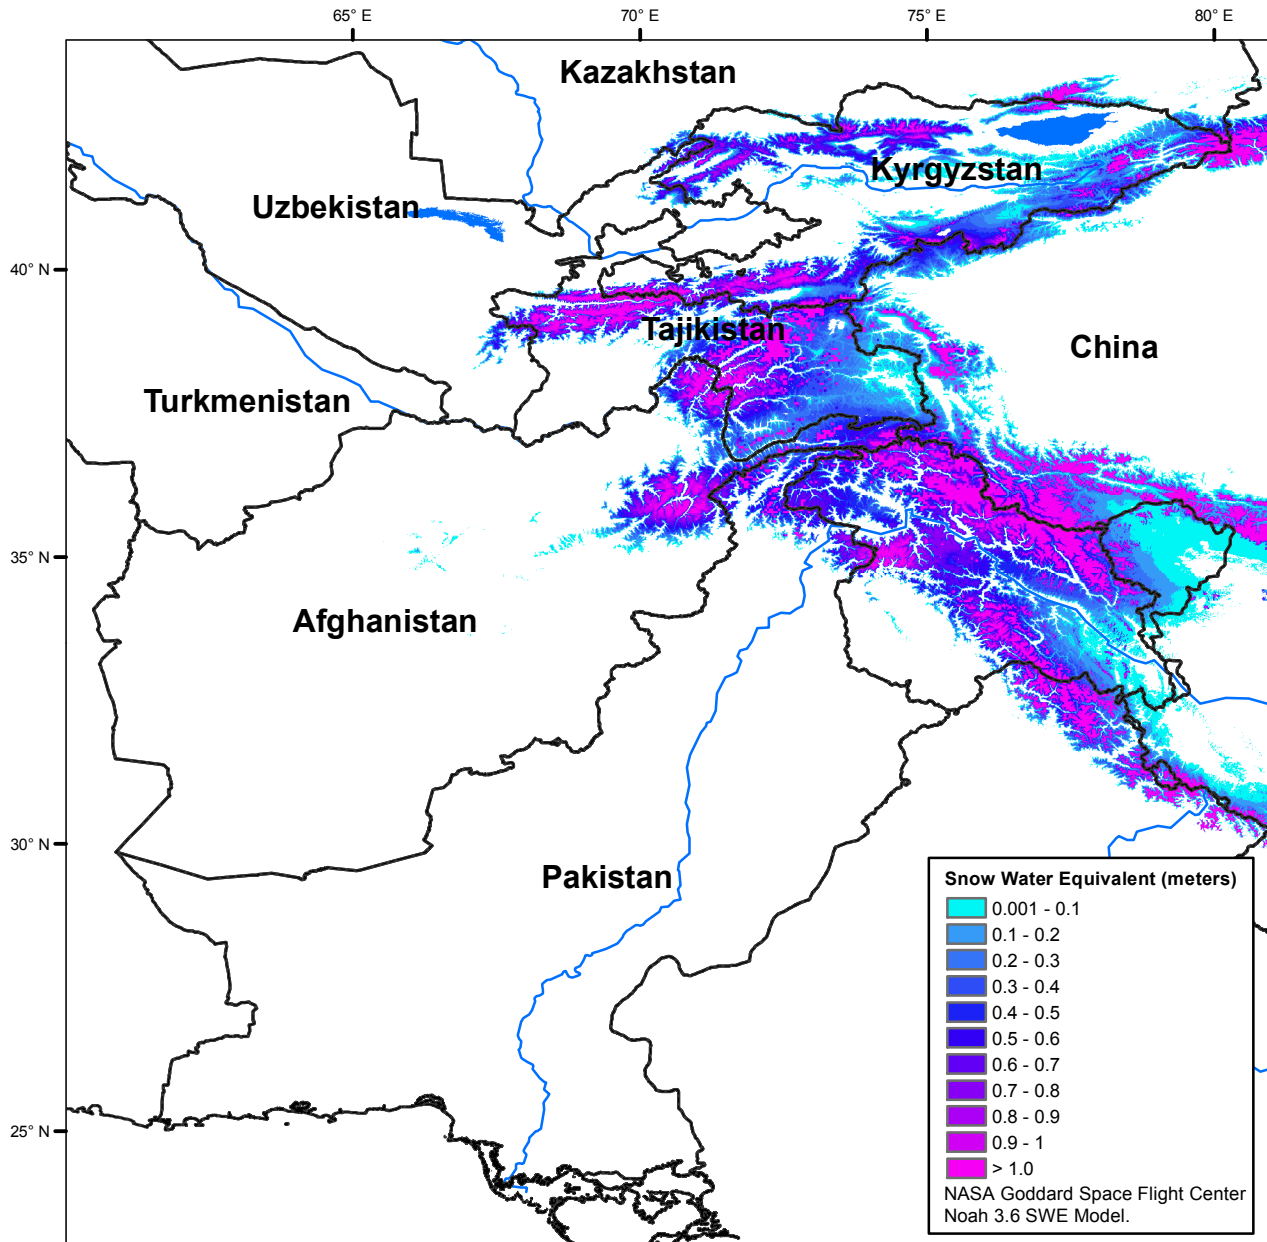 65° E
70° E
75° E
80° E
Kazakhstan
Kyrgyzstan
Uzbekistan
40° N
Tajikistan
China
Turkmenistan
35° N
Afghanistan
30° N
Pakistan
Snow Water Equivalent (meters)
0.001 - 0.1
0.1 - 0.2
0.2 - 0.3
0.3 - 0.4
0.4 - 0.5
0.5 - 0.6
0.6 - 0.7
0.7 - 0.8
0.8 - 0.9
0.9 - 1
> 1.0
25° N
NASA Goddard Space Flight Center
Noah 3.6 SWE Model.